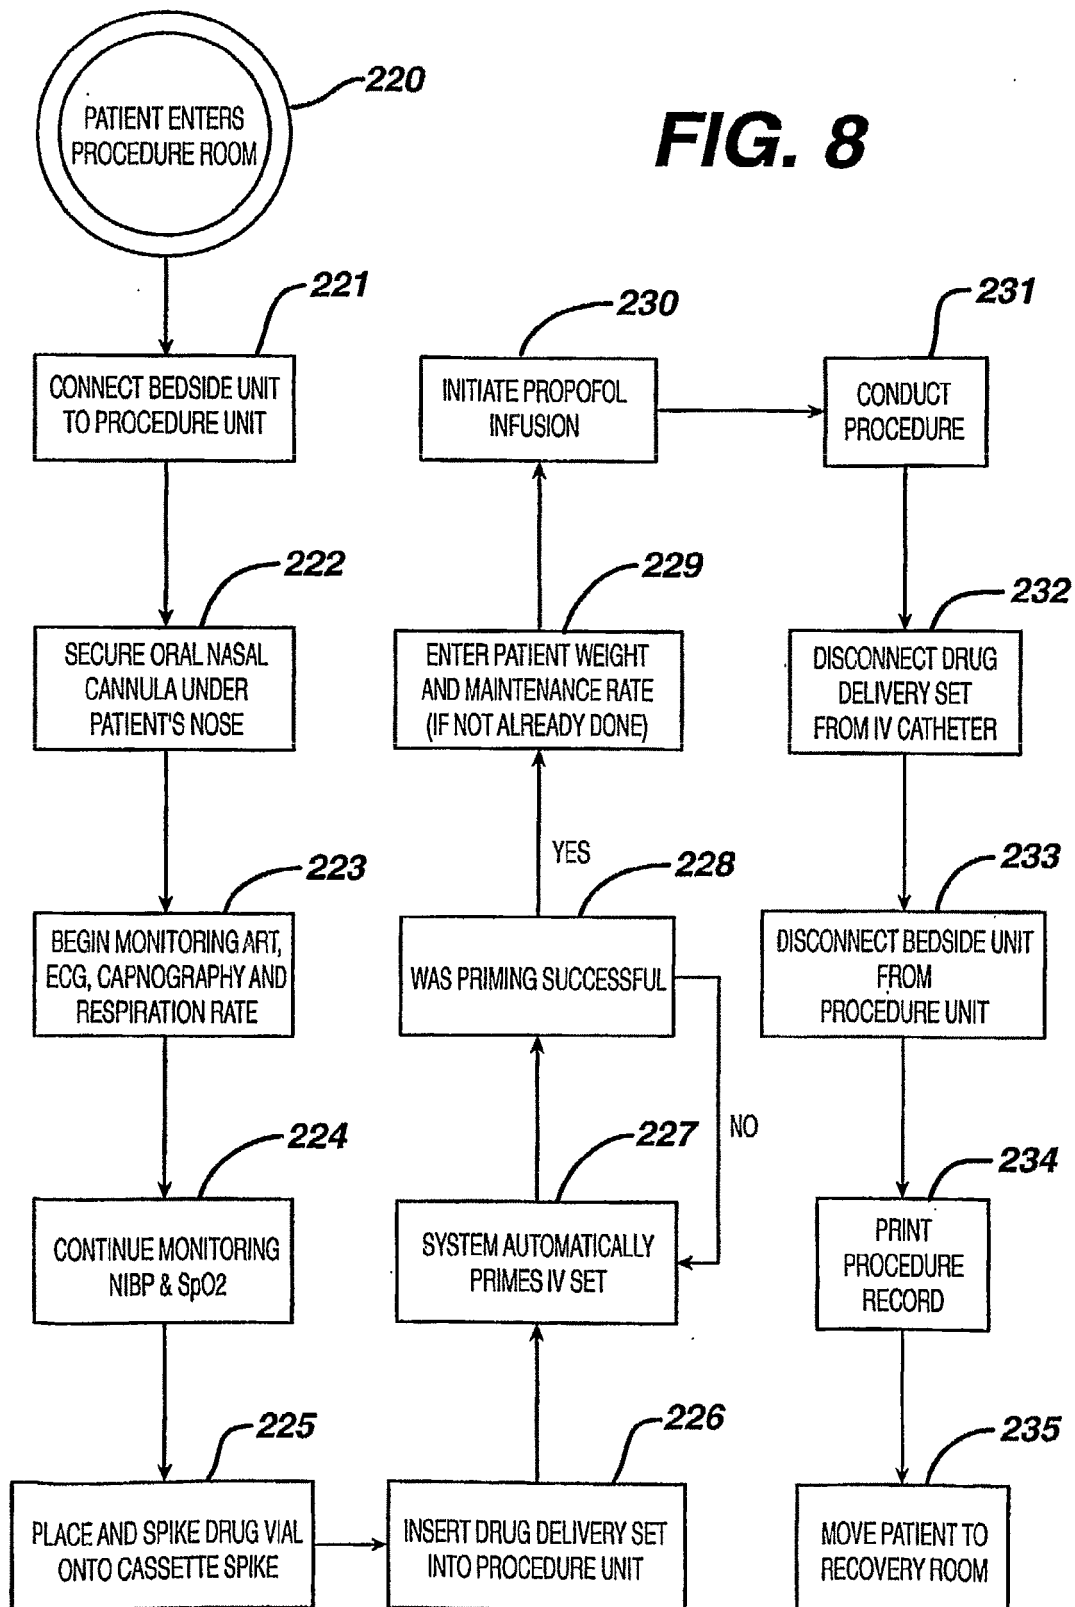 FIG. 8
220
PATIENT ENTERS
PROCEDURE ROOM
221
CONNECT BEDSIDE UNIT
TO PROCEDURE UNIT
222
SECURE ORAL NASAL
CANNULA UNDER
PATIENT'S NOSE
223
BEGIN MONITORING ART,
ECG, CAPNOGRAPHY AND
RESPIRATION RATE
224
CONTINUE MONITORING
NIBP & SpO2
225
PLACE AND SPIKE DRUG VIAL
ONTO CASSETTE SPIKE
226
INSERT DRUG DELIVERY SET
INTO PROCEDURE UNIT
227
SYSTEM AUTOMATICALLY
PRIMES IV SET
228
WAS PRIMING SUCCESSFUL
NO
YES
229
ENTER PATIENT WEIGHT
AND MAINTENANCE RATE
(IF NOT ALREADY DONE)
230
INITIATE PROPOFOL
INFUSION
231
CONDUCT
PROCEDURE
232
DISCONNECT DRUG
DELIVERY SET
FROM IV CATHETER
233
DISCONNECT BEDSIDE UNIT
FROM
PROCEDURE UNIT
234
PRINT
PROCEDURE
RECORD
235
MOVE PATIENT TO
RECOVERY ROOM